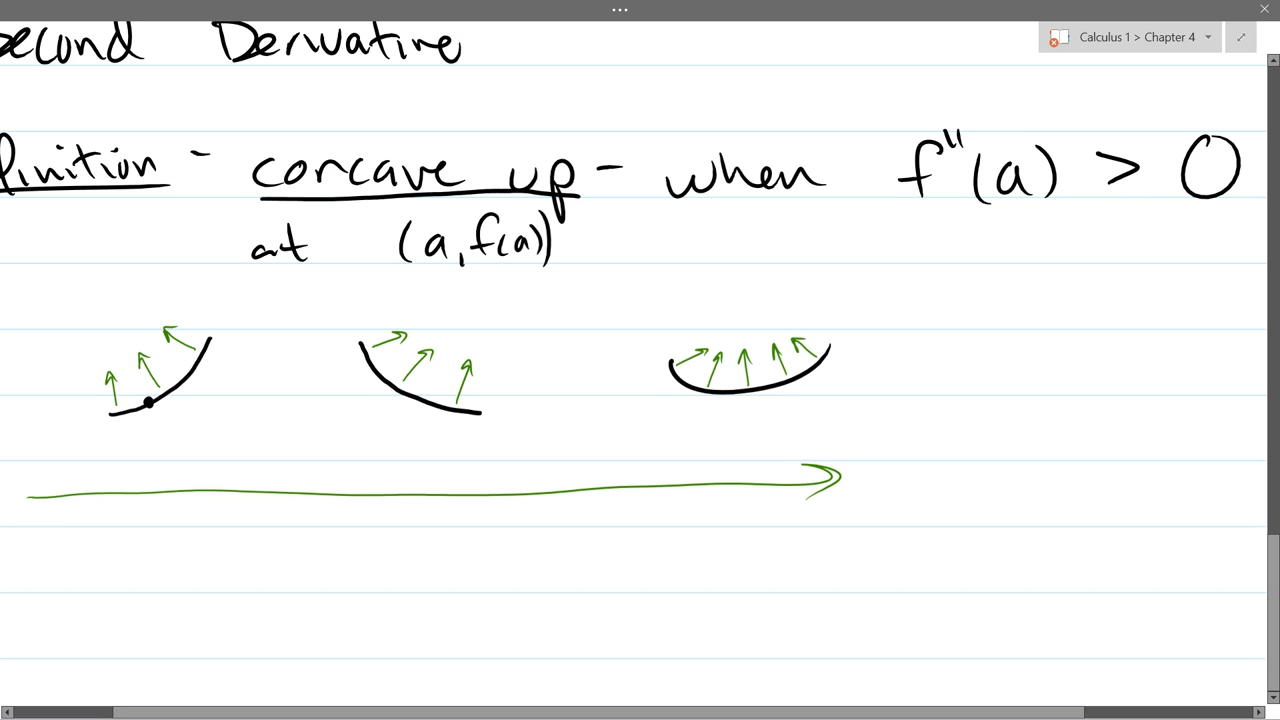 Calculus 1 > Chapter 4
econd Derivative
finition - concave up - when f"(a) > 0
at (a, f(a))